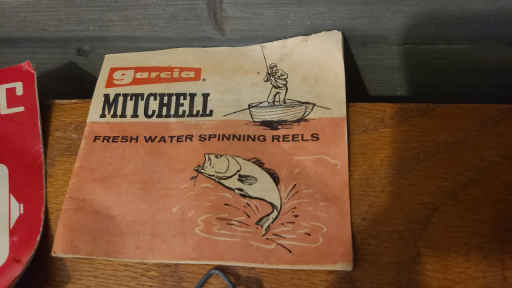 garcia®
MITCHELL
FRESH WATER SPINNING REELS
C